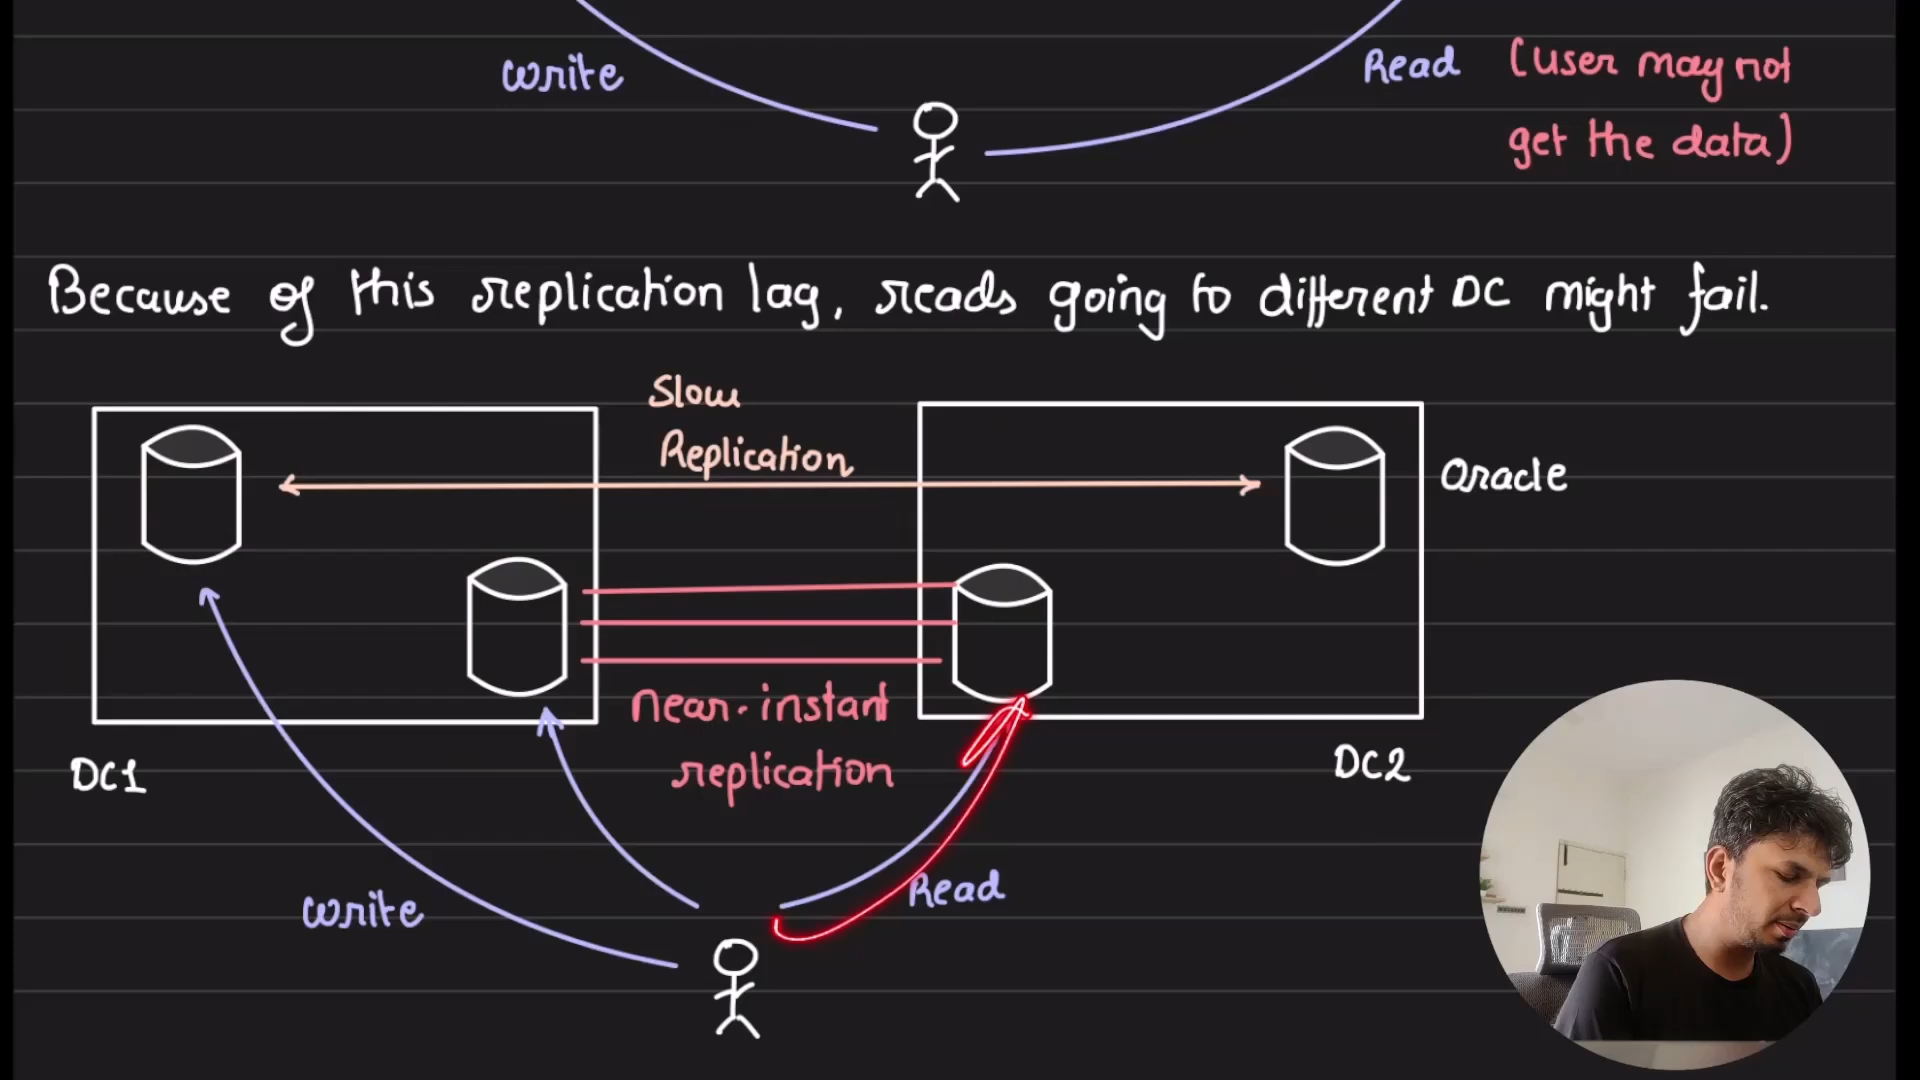 Write
Read (User may not
get the data)
Because of this replication lag, reads going to different DC might fail.
Slow
Replication
Oracle
Near-instant
replication
DC1
DC2
Write
Read